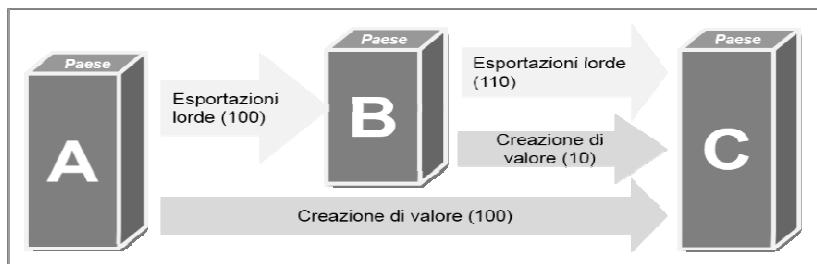 Paese
A
Esportazioni
lorde (100)
Paese
B
Esportazioni lorde
(110)
Creazione di
valore (10)
Paese
C
Creazione di valore (100)